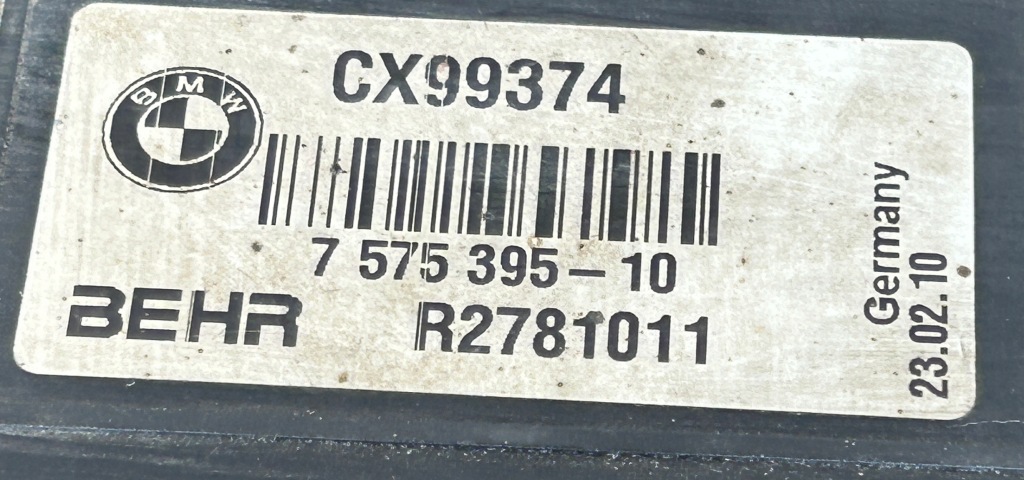 BMW
CX99374
7 575 395-10
BEHR R2781011
Germany
23.02.10